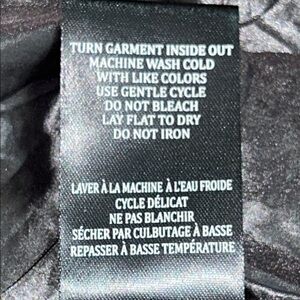 TURN GARMENT INSIDE OUT
MACHINE WASH COLD
WITH LIKE COLORS
USE GENTLE CYCLE
DO NOT BLEACH
LAY FLAT TO DRY
DO NOT IRON
LAVER À LA MACHINE À L'EAU FROIDE
CYCLE DÉLICAT
NE PAS BLANCHIR
SÉCHER PAR CULBUTAGE À BASSE
REPASSER À BASSE TEMPÉRATURE